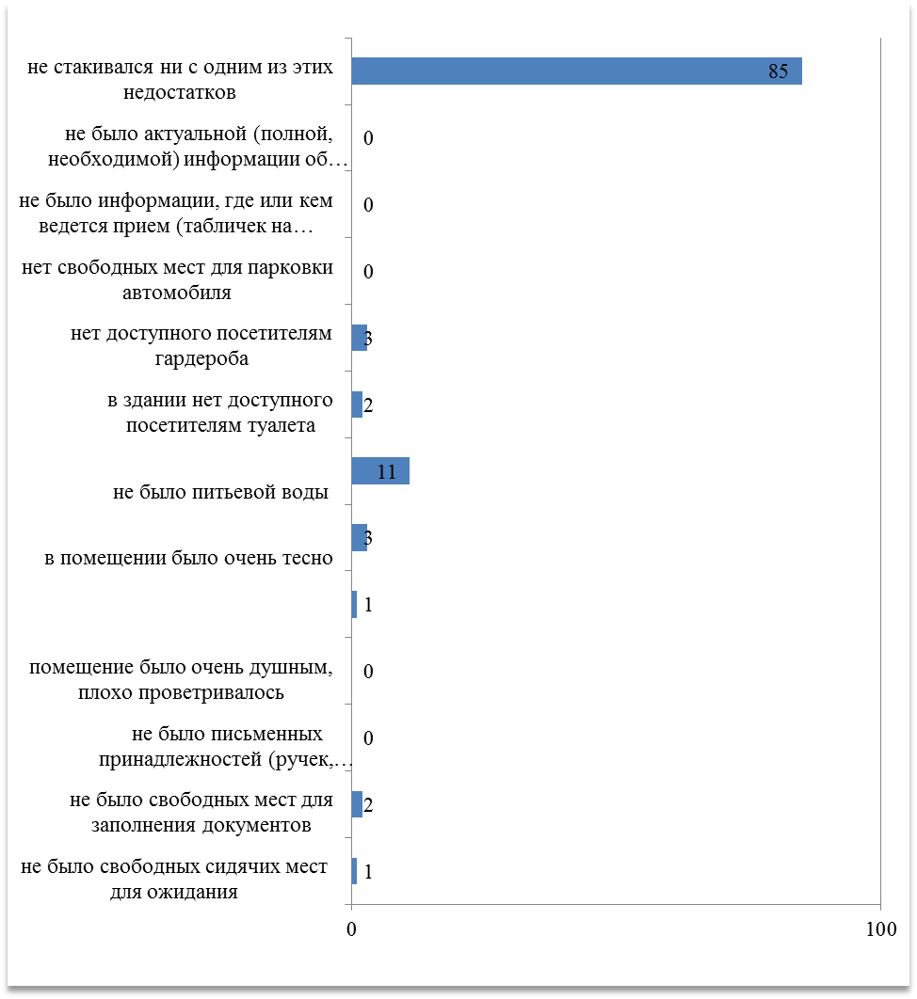 не стакивался ни с одним из этих
недостатков
85
не было актуальной (полной,
необходимой) информации об…
0
не было информации, где или кем
ведется прием (табличек на…
0
нет свободных мест для парковки
автомобиля
0
нет доступного посетителям
гардероба
3
в здании нет доступного
посетителям туалета
2
не было питьевой воды
11
в помещении было очень тесно
3
1
помещение было очень душным,
плохо проветривалось
0
не было письменных
принадлежностей (ручек,…
0
не было свободных мест для
заполнения документов
2
не было свободных сидячих мест
для ожидания
1
0
100